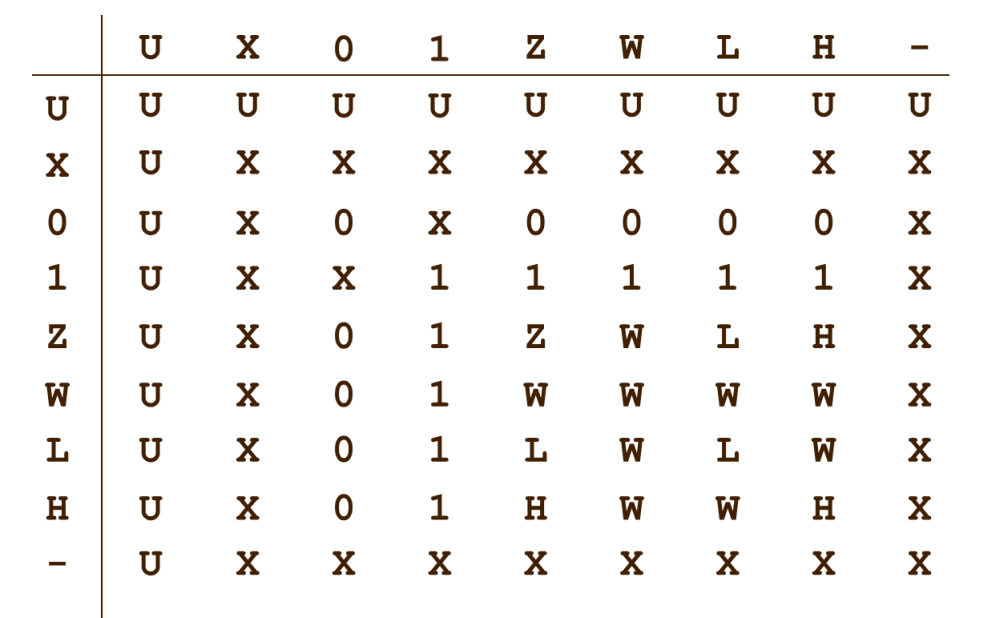 U X 0 1 Z W L H -
U U U U U U U U U U
X U X X X X X X X X
0 U X 0 X 0 0 0 0 X
1 U X X 1 1 1 1 1 X
Z U X 0 1 Z W L H X
W U X 0 1 W W W W X
L U X 0 1 L W L W X
H U X 0 1 H W W H X
- U X X X X X X X X